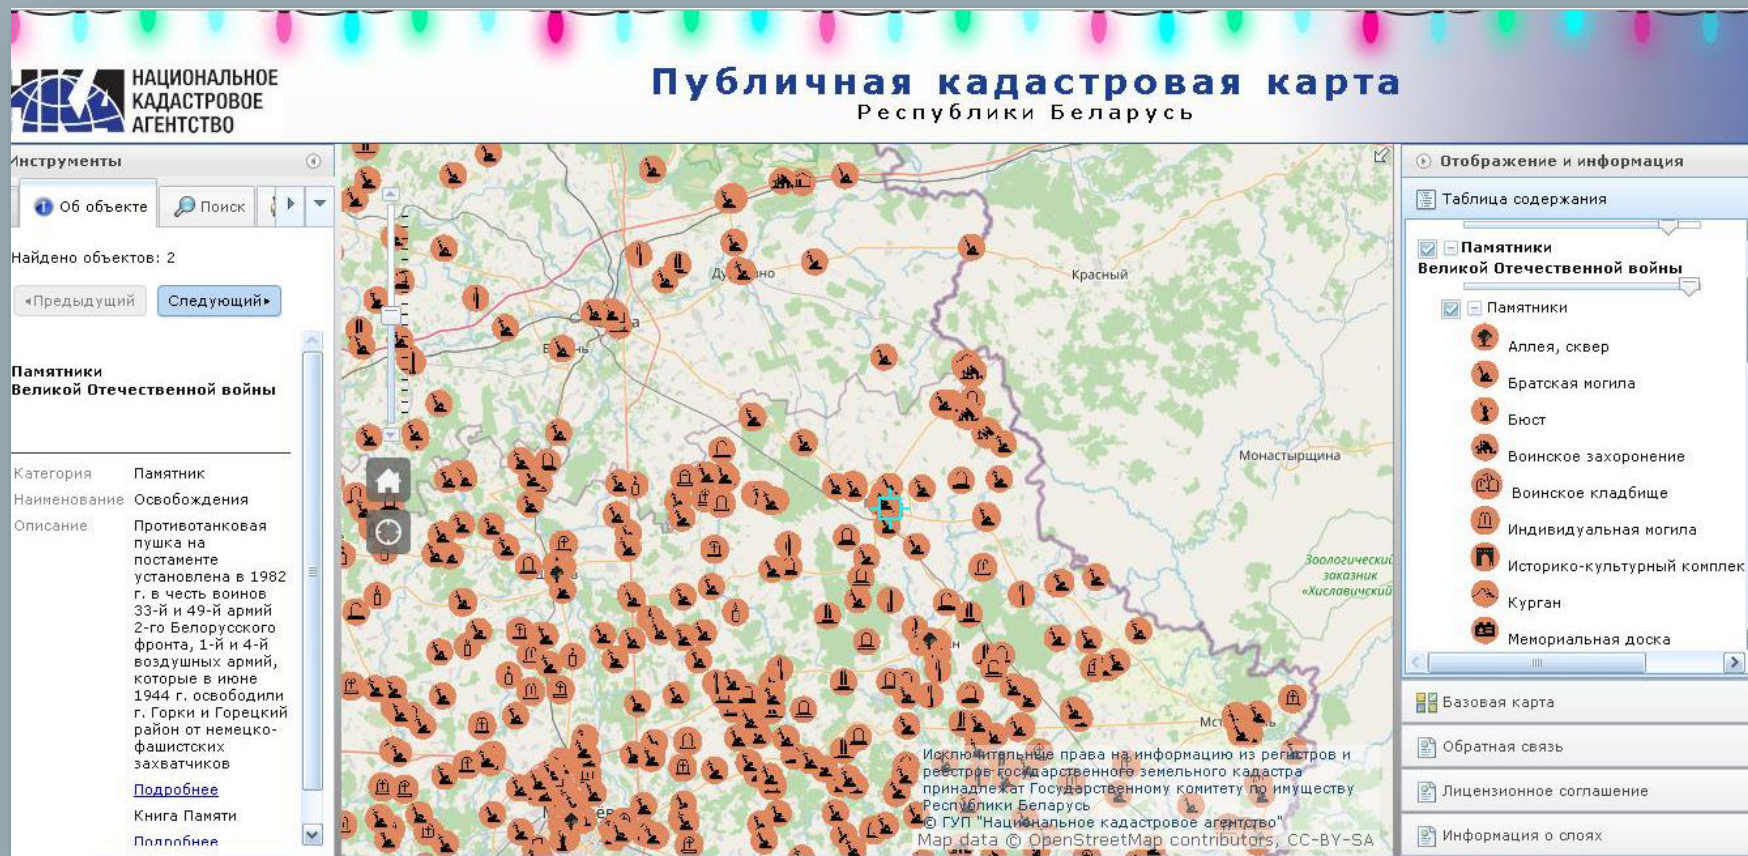 НАЦИОНАЛЬНОЕ
КАДАСТРОВОЕ
АГЕНТСТВО
Публичная кадастровая карта
Республики Беларусь
Инструменты
Об объекте
Поиск
Найдено объектов: 2
Предыдущий
Следующий
Памятники
Великой Отечественной войны
Категория Памятник
Наименование Освобождения
Описание Противотанковая
пушка на
постаменте
установлена в 1982
г. в честь воинов
33-й и 49-й армий
2-го Белорусского
фронта, 1-й и 4-й
воздушных армий,
которые в июне
1944 г. освободили
г. Горки и Горецкий
район от немецко-
фашистских
захватчиков
Подробнее
Книга Памяти
Подробнее
Красный
Монастырщина
Зоологический
заказник
«Хиславичский
Исключительные права на информацию из регистров и
реестров государственного земельного кадастра
принадлежат Государственному комитету по имуществу
Республики Беларусь
© ГУП "Национальное кадастровое агентство"
Map data © OpenStreetMap contributors, CC-BY-SA
Отображение и информация
Таблица содержания
Памятники
Великой Отечественной войны
Памятники
Аллея, сквер
Братская могила
Бюст
Воинское захоронение
Воинское кладбище
Индивидуальная могила
Историко-культурный комплек
Курган
Мемориальная доска
Базовая карта
Обратная связь
Лицензионное соглашение
Информация о слоях